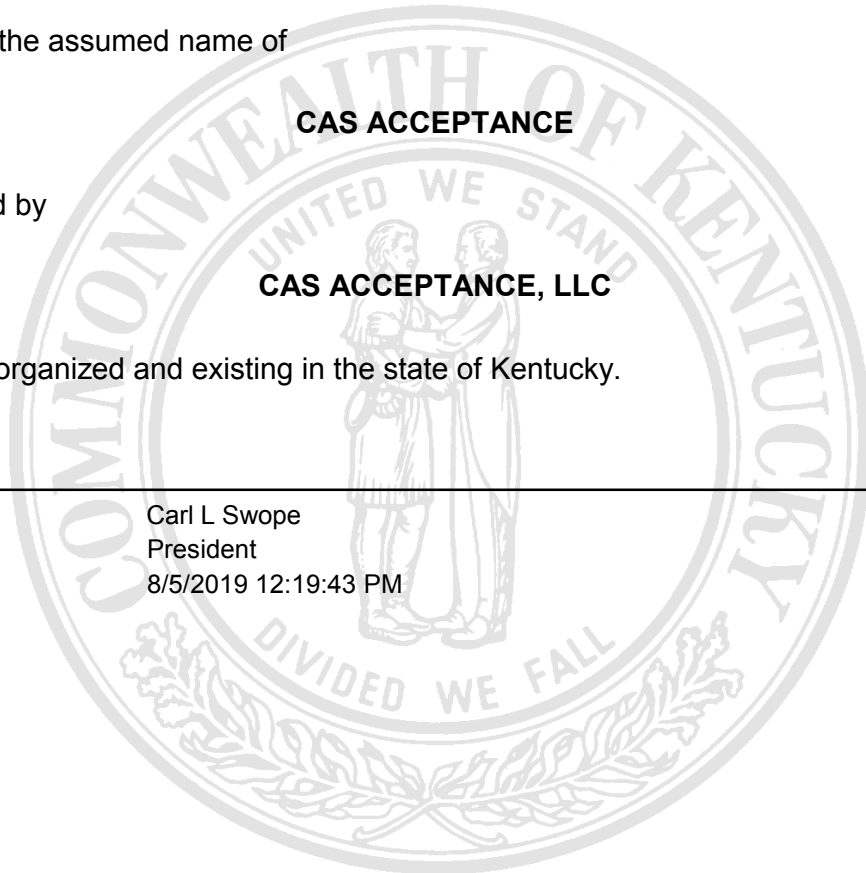 the assumed name of
CAS ACCEPTANCE
d by
CAS ACCEPTANCE, LLC
organized and existing in the state of Kentucky.
Carl L Swope
President
8/5/2019 12:19:43 PM
COMMONWEALTH OF KENTUCKY
UNITED WE STAND
DIVIDED WE FALL